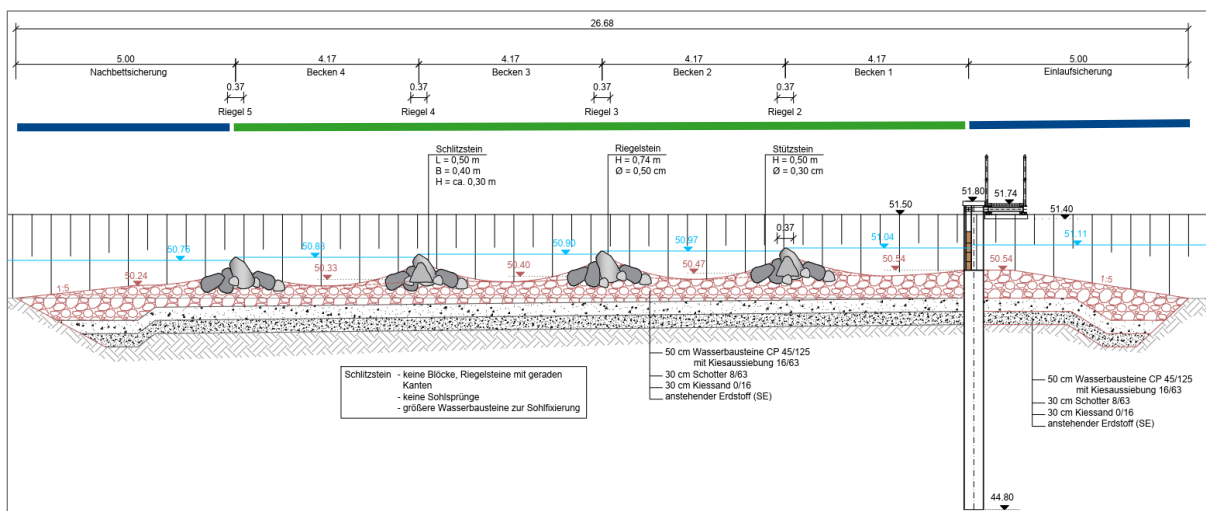 26.68
5.00
4.17
4.17
4.17
4.17
5.00
Nachbettsicherung
Becken 4
Becken 3
Becken 2
Becken 1
Einlaufsicherung
0.37
0.37
0.37
0.37
Riegel 5
Riegel 4
Riegel 3
Riegel 2
Schlitzstein
L = 0,50 m
B = 0,40 m
H = ca. 0,30 m
Riegelstein
H = 0,74 m
Ø = 0,50 cm
Stützstein
H = 0,50 m
Ø = 0,30 cm
51.80
51.74
51.50
51.40
0.37
50.76
50.83
50.90
50.97
51.04
51.11
1:5
50.24
50.33
50.40
50.47
50.54
50.54
1:5
50 cm Wasserbausteine CP 45/125
mit Kiesaussiebung 16/63
30 cm Schotter 8/63
30 cm Kiessand 0/16
anstehender Erdstoff (SE)
Schlitzstein - keine Blöcke, Riegelsteine mit geraden
Kanten
- keine Sohlsprünge
- größere Wasserbausteine zur Sohlfixierung
50 cm Wasserbausteine CP 45/125
mit Kiesaussiebung 16/63
30 cm Schotter 8/63
30 cm Kiessand 0/16
anstehender Erdstoff (SE)
44.80